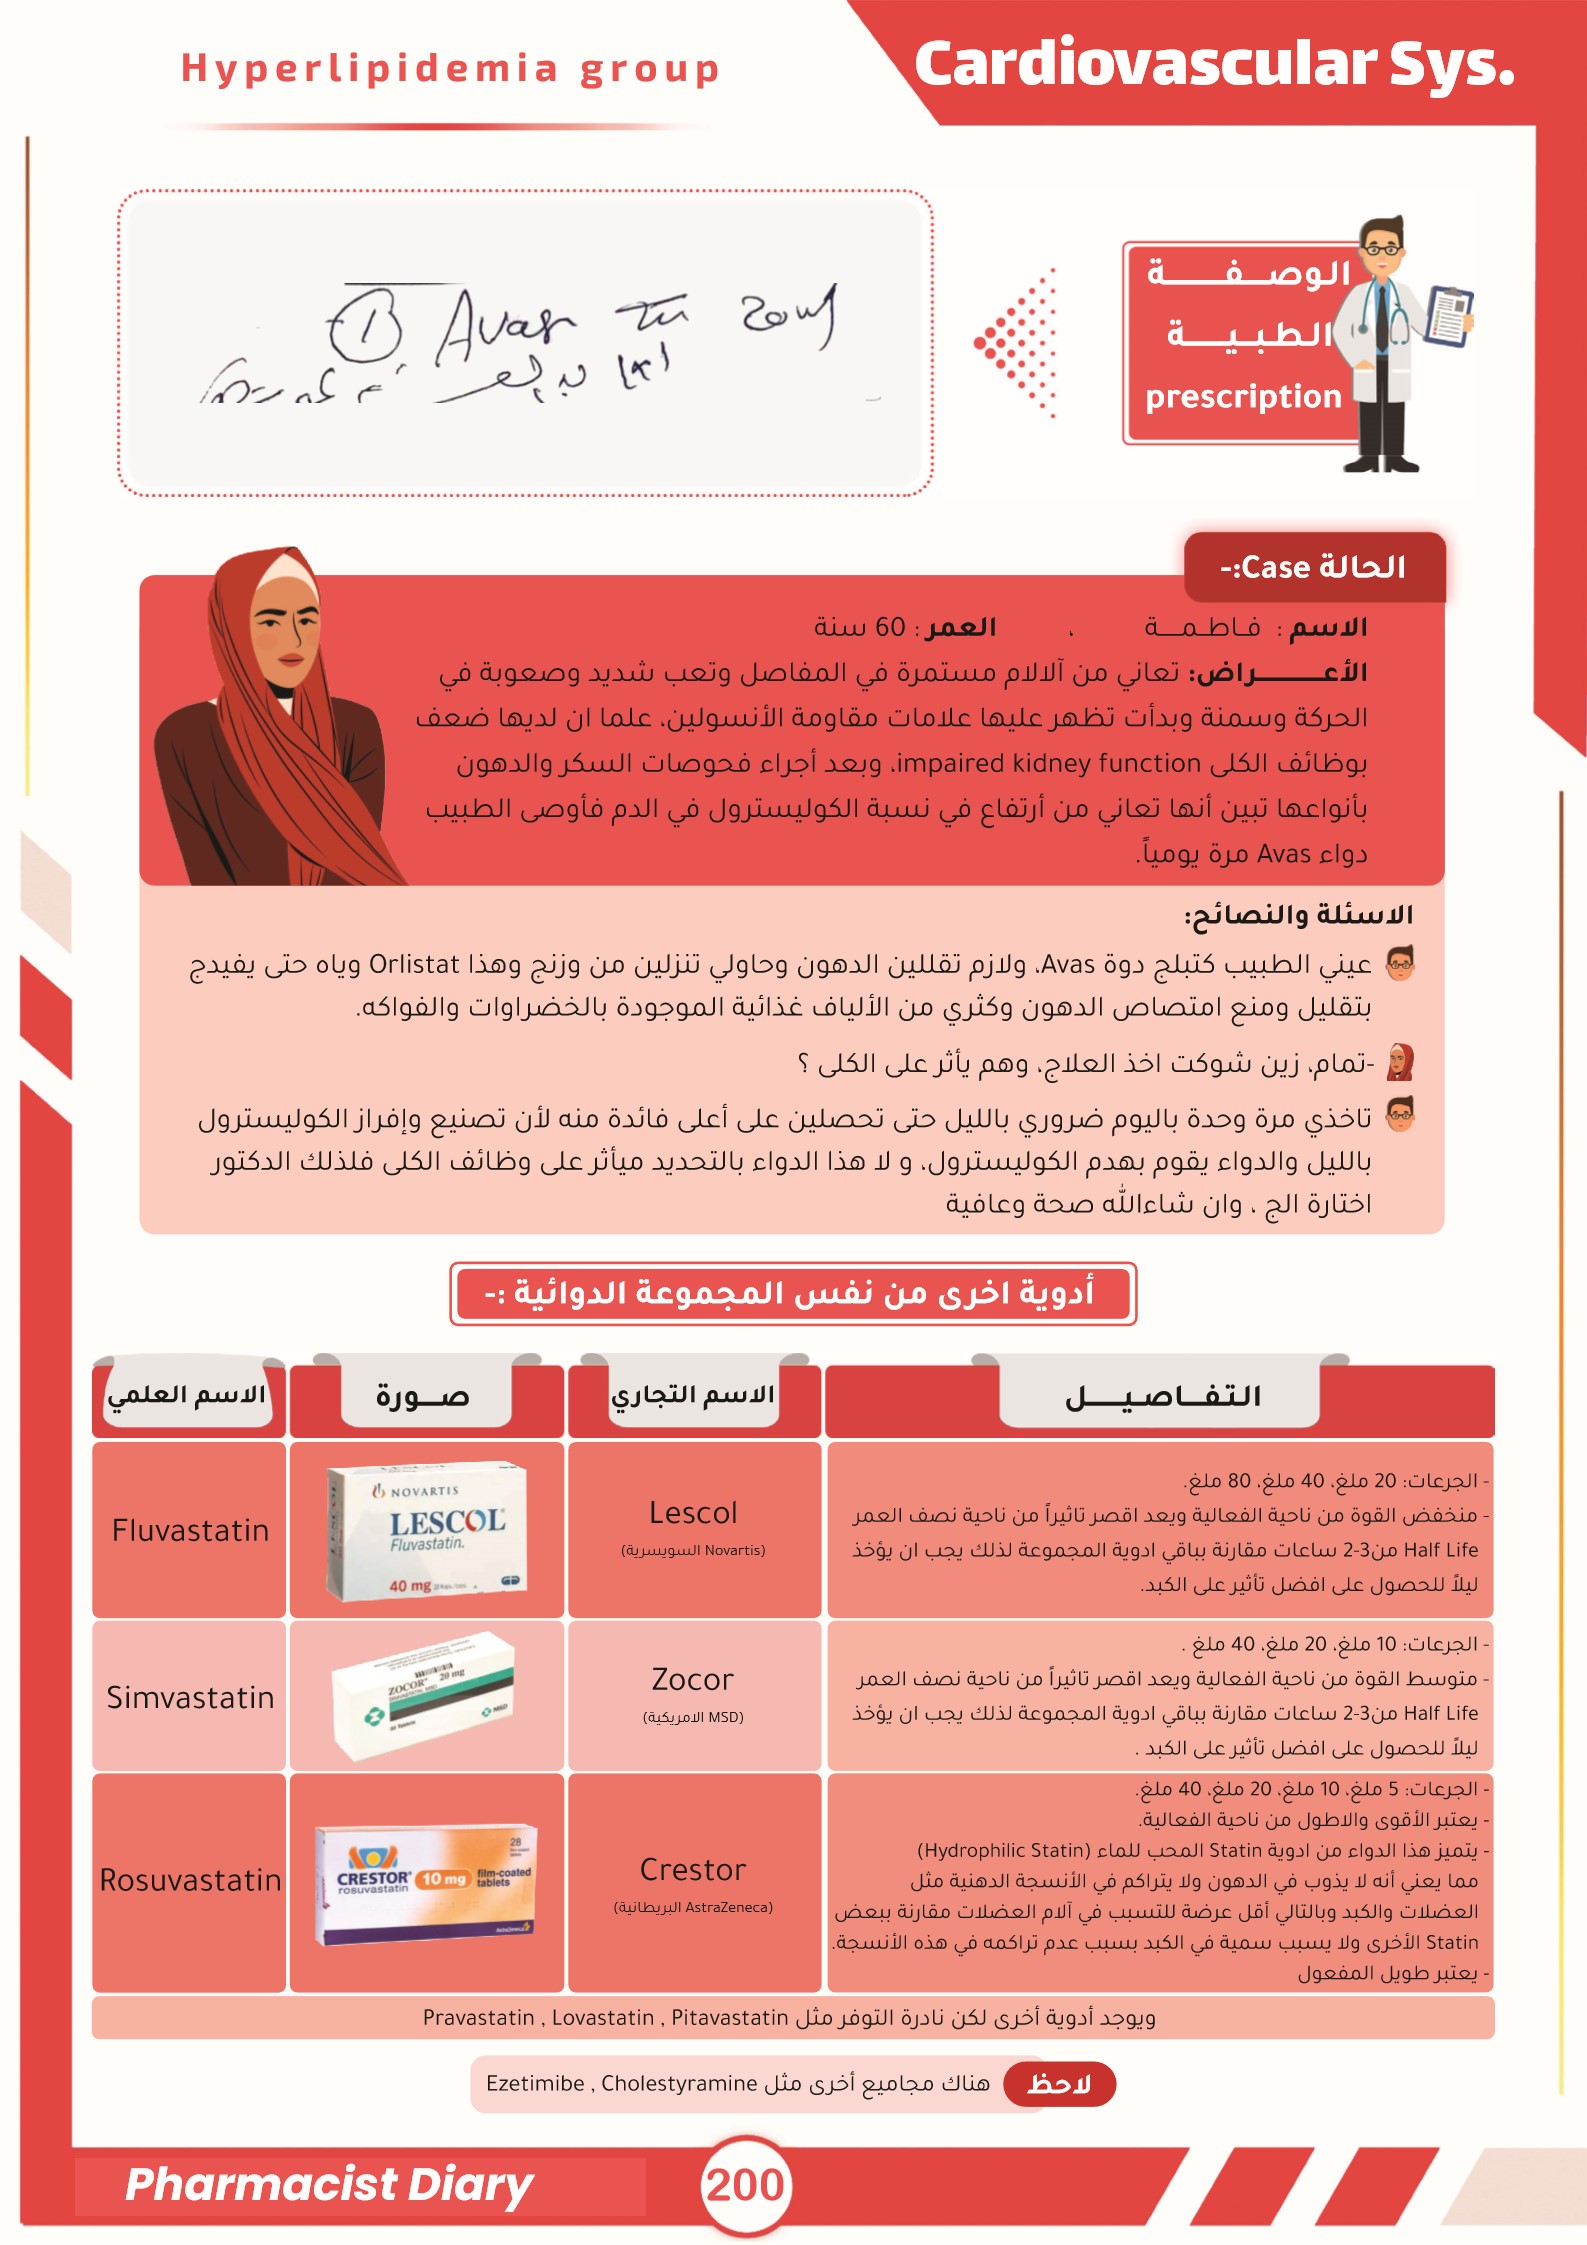 Hyperlipidemia group
Cardiovascular Sys.
① Avas
1x1
الوصفة
الطبية
prescription
الحالة Case:-
الاسم : فاطمة ، العمر : 60 سنة
الأعراض: تعاني من آلالام مستمرة في المفاصل وتعب شديد وصعوبة في
الحركة وسمنة وبدأت تظهر عليها علامات مقاومة الأنسولين، علما ان لديها ضعف
بوظائف الكلى impaired kidney function، وبعد أجراء فحوصات السكر والدهون
بأنواعها تبين أنها تعاني من أرتفاع في نسبة الكوليسترول في الدم فأوصى الطبيب
دواء Avas مرة يومياً.
الاسئلة والنصائح:
عيني الطبيب كتبلج دوة Avas، ولازم تقللين الدهون وحاولي تنزلين من وزنج وهذا Orlistat وياه حتى يفيدج
بتقليل ومنع امتصاص الدهون وكثري من الألياف غذائية الموجودة بالخضراوات والفواكه.
-تمام، زين شوكت اخذ العلاج، وهم يأثر على الكلى ؟
تاخذي مرة وحدة باليوم ضروري بالليل حتى تحصلين على أعلى فائدة منه لأن تصنيع وإفراز الكوليسترول
بالليل والدواء يقوم بهدم الكوليسترول، و لا هذا الدواء بالتحديد ميأثر على وظائف الكلى فلذلك الدكتور
اختارة الج ، وان شاءالله صحة وعافية
أدوية اخرى من نفس المجموعة الدوائية :-
التفاصيل
الاسم التجاري
صورة
الاسم العلمي
- الجرعات: 20 ملغ، 40 ملغ، 80 ملغ.
- منخفض القوة من ناحية الفعالية ويعد اقصر تاثيراً من ناحية نصف العمر
Half Life من3-2 ساعات مقارنة بباقي ادوية المجموعة لذلك يجب ان يؤخذ
ليلاً للحصول على افضل تأثير على الكبد.
Lescol
(Novartis السويسرية)
NOVARTIS
LESCOL
Fluvastatin.
40 mg
Fluvastatin
- الجرعات: 10 ملغ، 20 ملغ، 40 ملغ .
- متوسط القوة من ناحية الفعالية ويعد اقصر تاثيراً من ناحية نصف العمر
Half Life من3-2 ساعات مقارنة بباقي ادوية المجموعة لذلك يجب ان يؤخذ
ليلاً للحصول على افضل تأثير على الكبد .
Zocor
(MSD الامريكية)
ZOCOR 20 mg
MSD
Simvastatin
- الجرعات: 5 ملغ، 10 ملغ، 20 ملغ، 40 ملغ.
- يعتبر الأقوى والاطول من ناحية الفعالية.
- يتميز هذا الدواء من ادوية Statin المحب للماء (Hydrophilic Statin)
مما يعني أنه لا يذوب في الدهون ولا يتراكم في الأنسجة الدهنية مثل
العضلات والكبد وبالتالي أقل عرضة للتسبب في آلام العضلات مقارنة ببعض
Statin الأخرى ولا يسبب سمية في الكبد بسبب عدم تراكمه في هذه الأنسجة.
- يعتبر طويل المفعول
Crestor
(AstraZeneca البريطانية)
28
CRESTOR 10 mg film-coated tablets
rosuvastatin
AstraZeneca
Rosuvastatin
ويوجد أدوية أخرى لكن نادرة التوفر مثل Pravastatin , Lovastatin , Pitavastatin
لاحظ هناك مجاميع أخرى مثل Ezetimibe , Cholestyramine
Pharmacist Diary
200